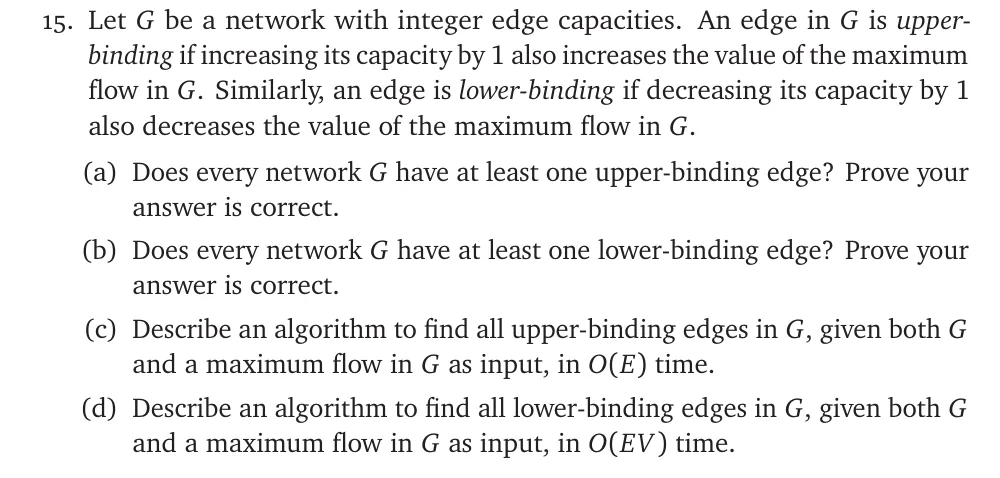 15. Let G be a network with integer edge capacities. An edge in G is upper-
binding if increasing its capacity by 1 also increases the value of the maximum
flow in G. Similarly, an edge is lower-binding if decreasing its capacity by 1
also decreases the value of the maximum flow in G.
(a) Does every network G have at least one upper-binding edge? Prove your
answer is correct.
(b) Does every network G have at least one lower-binding edge? Prove your
answer is correct.
(c) Describe an algorithm to find all upper-binding edges in G, given both G
and a maximum flow in G as input, in O(E) time.
(d) Describe an algorithm to find all lower-binding edges in G, given both G
and a maximum flow in G as input, in O(EV) time.